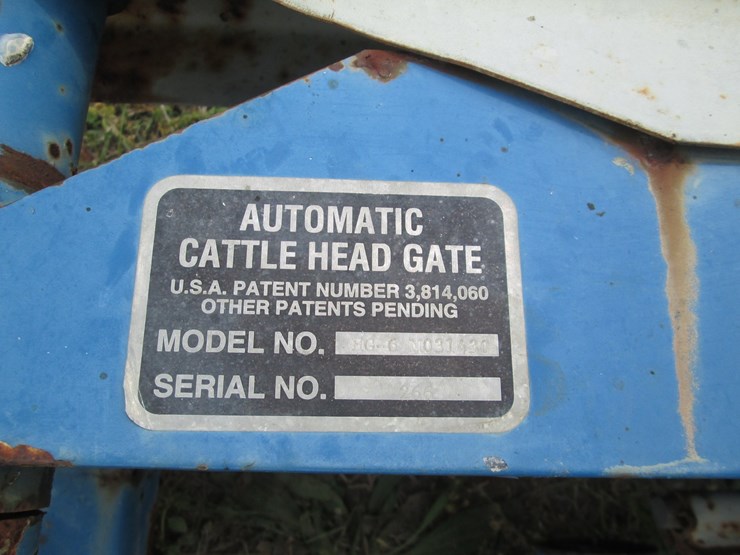 AUTOMATIC
CATTLE HEAD GATE
U.S.A. PATENT NUMBER 3,814,060
OTHER PATENTS PENDING
MODEL NO.
SERIAL NO.